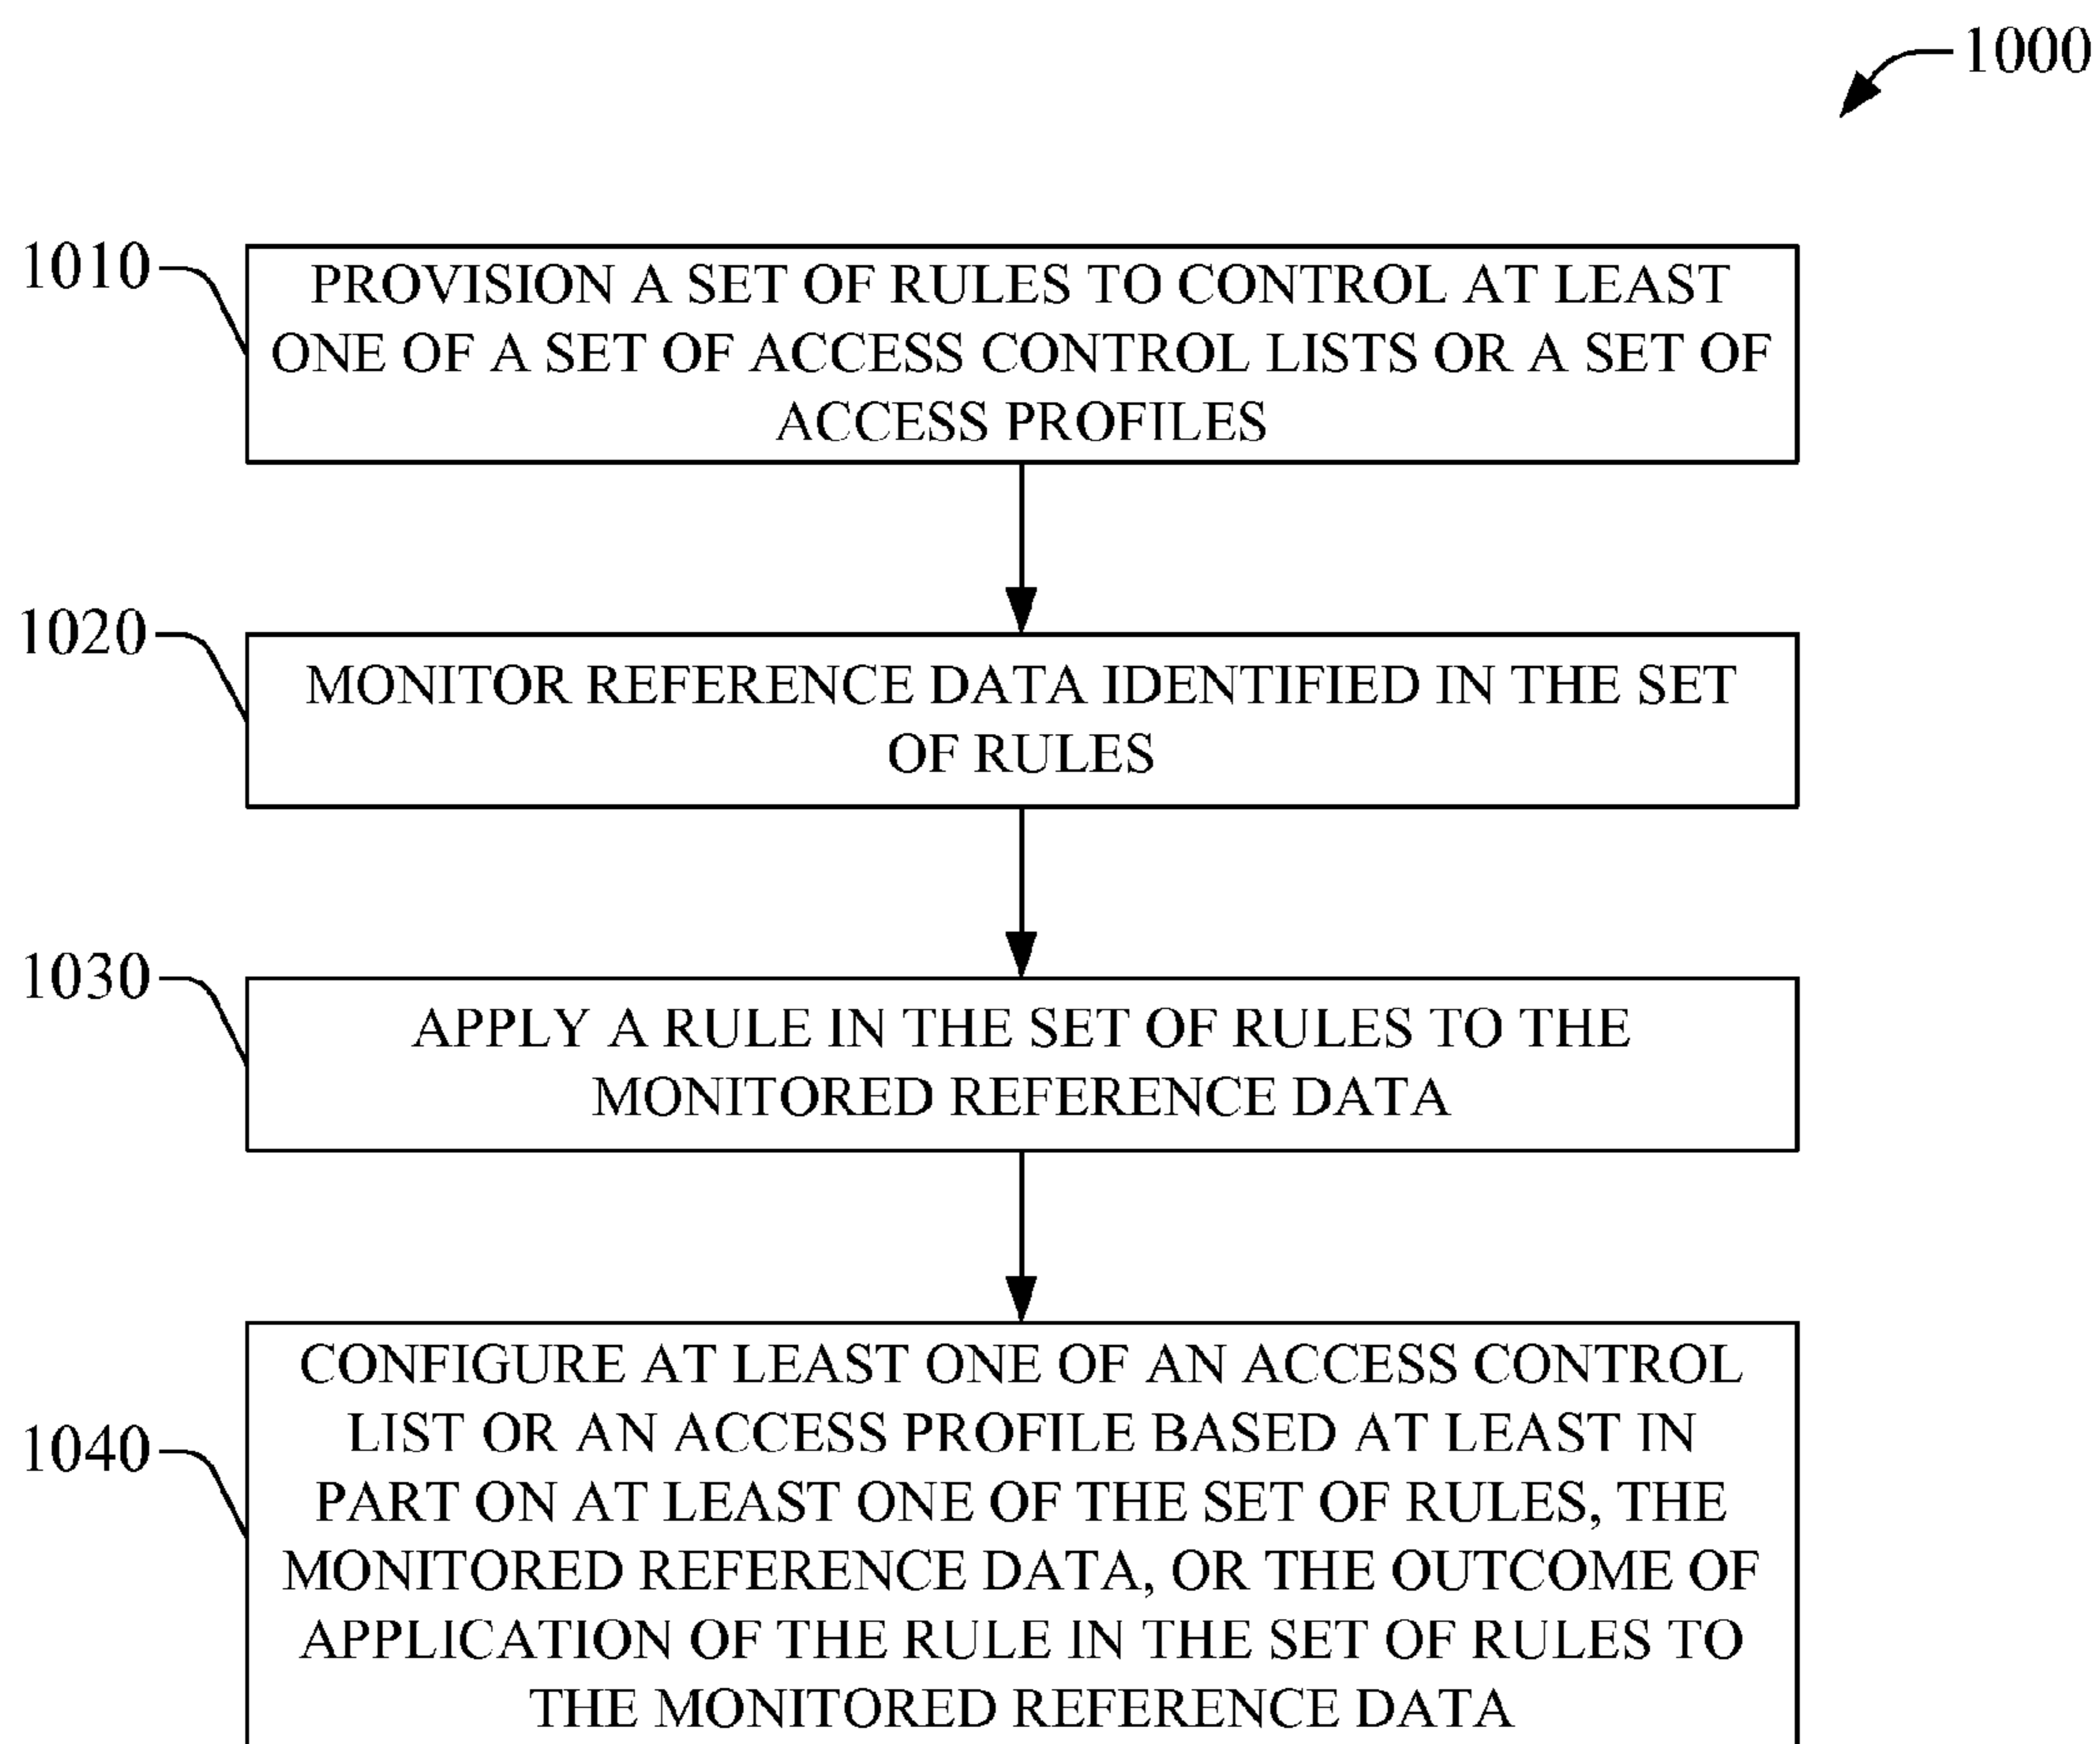 1000
1010
PROVISION A SET OF RULES TO CONTROL AT LEAST
ONE OF A SET OF ACCESS CONTROL LISTS OR A SET OF
ACCESS PROFILES
1020
MONITOR REFERENCE DATA IDENTIFIED IN THE SET
OF RULES
1030
APPLY A RULE IN THE SET OF RULES TO THE
MONITORED REFERENCE DATA
1040
CONFIGURE AT LEAST ONE OF AN ACCESS CONTROL
LIST OR AN ACCESS PROFILE BASED AT LEAST IN
PART ON AT LEAST ONE OF THE SET OF RULES, THE
MONITORED REFERENCE DATA, OR THE OUTCOME OF
APPLICATION OF THE RULE IN THE SET OF RULES TO
THE MONITORED REFERENCE DATA